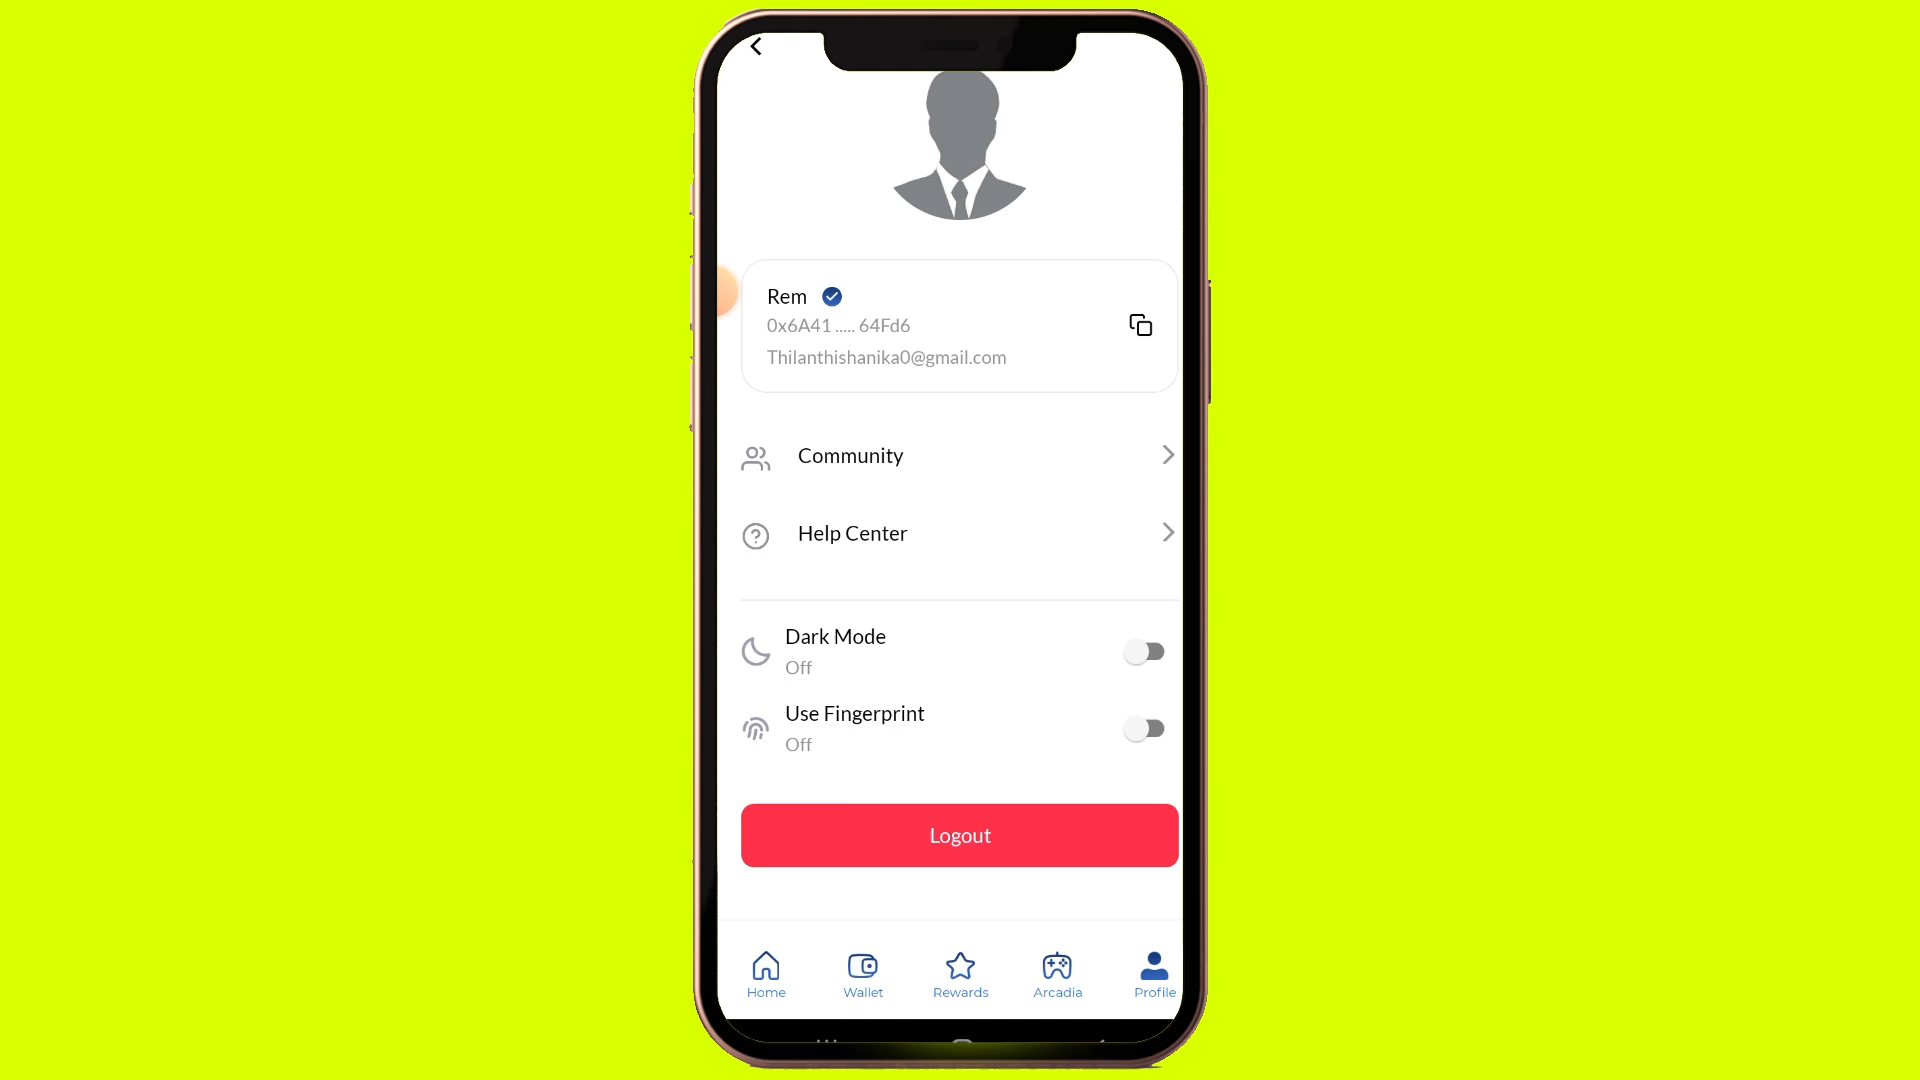 Rem
0x6A41 ..... 64Fd6
Thilanthishanika0@gmail.com
Community
Help Center
Dark Mode
Off
Use Fingerprint
Off
Logout
Home
Wallet
Rewards
Arcadia
Profile